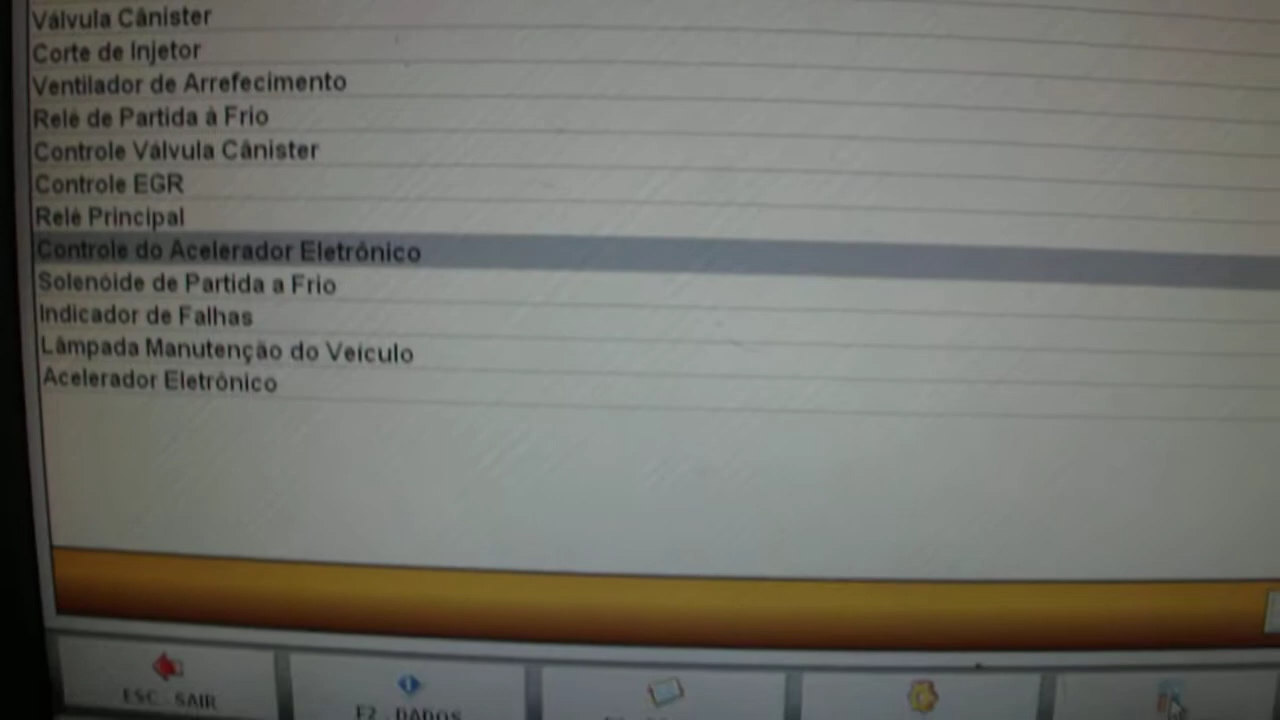 Válvula Cânister
Corte de Injetor
Ventilador de Arrefecimento
Relé de Partida à Frio
Controle Válvula Cânister
Controle EGR
Relé Principal
Controle do Acelerador Eletrônico
Solenóide de Partida a Frio
Indicador de Falhas
Lâmpada Manutenção do Veículo
Acelerador Eletrônico
ESC - SAIR
F2 - DADOS